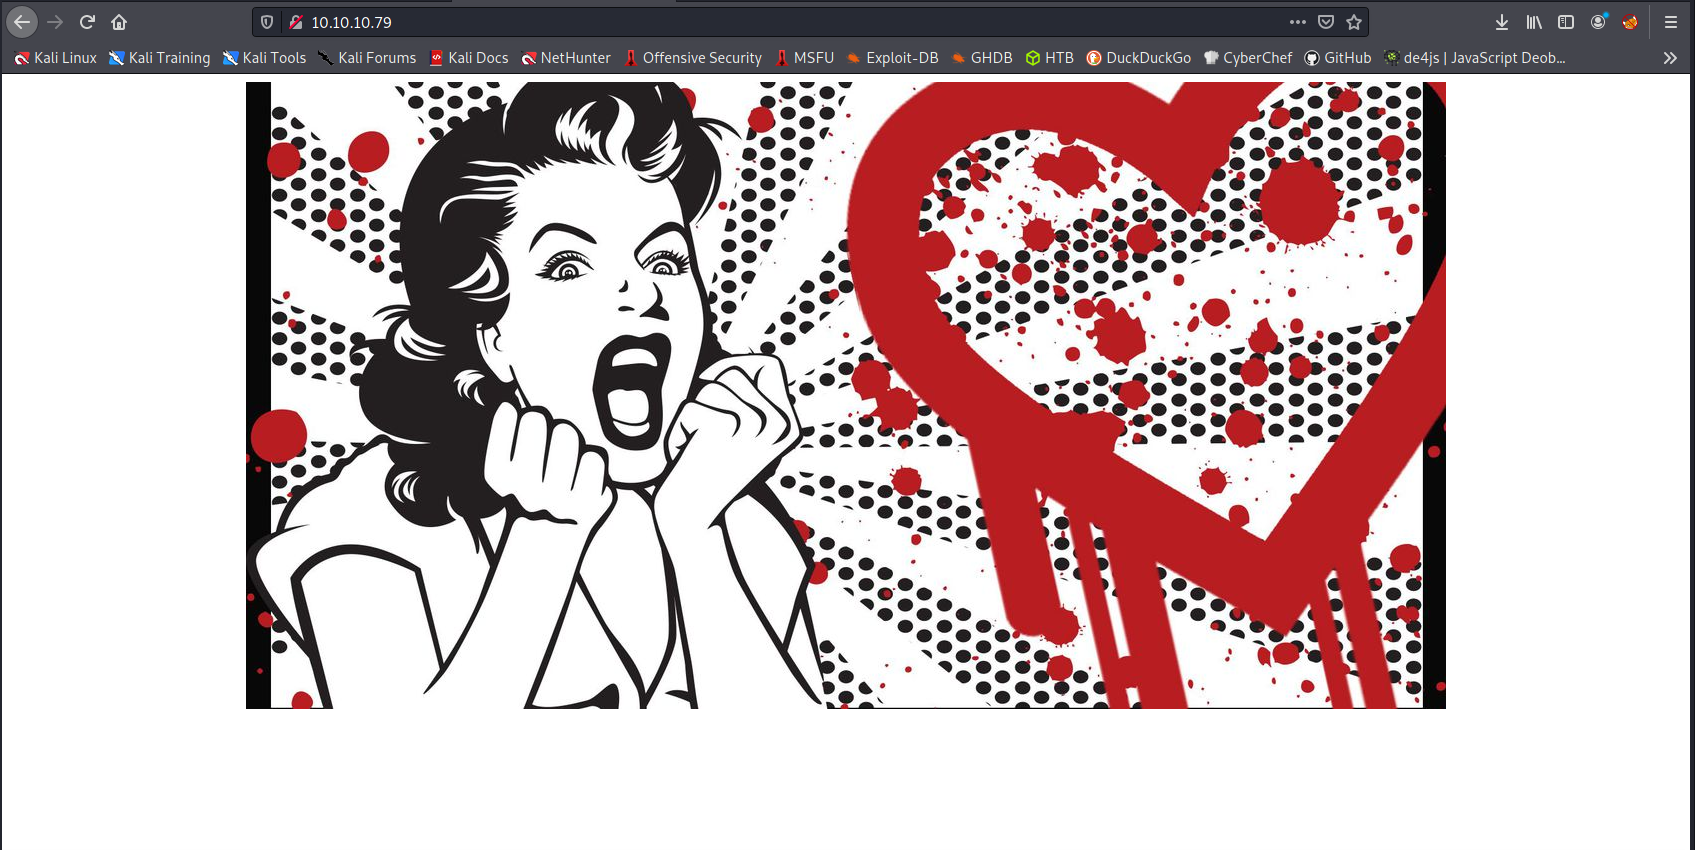 10.10.10.79
Kali Linux Kali Training Kali Tools Kali Forums Kali Docs NetHunter Offensive Security MSFU Exploit-DB GHDB HTB DuckDuckGo CyberChef GitHub de4js | JavaScript Deob...